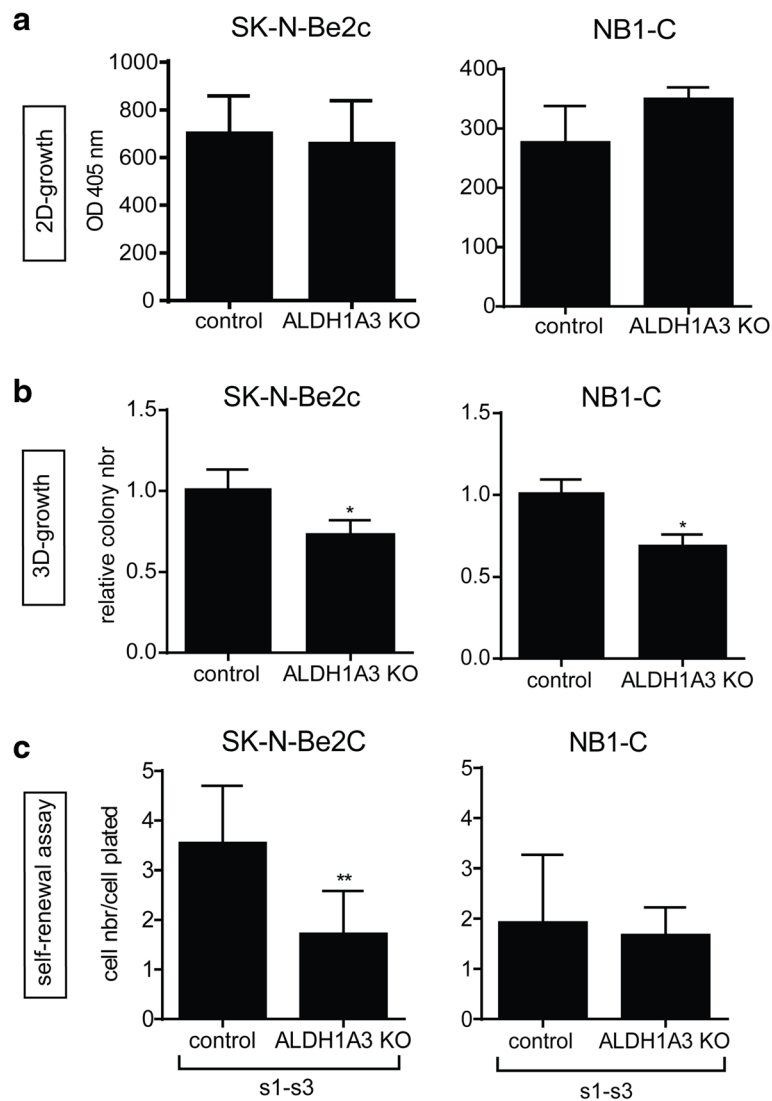 a
SK-N-Be2c
NB1-C
2D-growth
OD 405 nm
1000
800
600
400
200
0
control
ALDH1A3 KO
400
300
200
100
0
control
ALDH1A3 KO
b
SK-N-Be2c
NB1-C
3D-growth
relative colony nbr
1.5
1.0
0.5
0.0
*
control
ALDH1A3 KO
1.5
1.0
0.5
0.0
*
control
ALDH1A3 KO
c
SK-N-Be2C
NB1-C
self-renewal assay
cell nbr/cell plated
5
4
3
2
1
0
**
control
ALDH1A3 KO
s1-s3
5
4
3
2
1
0
control
ALDH1A3 KO
s1-s3